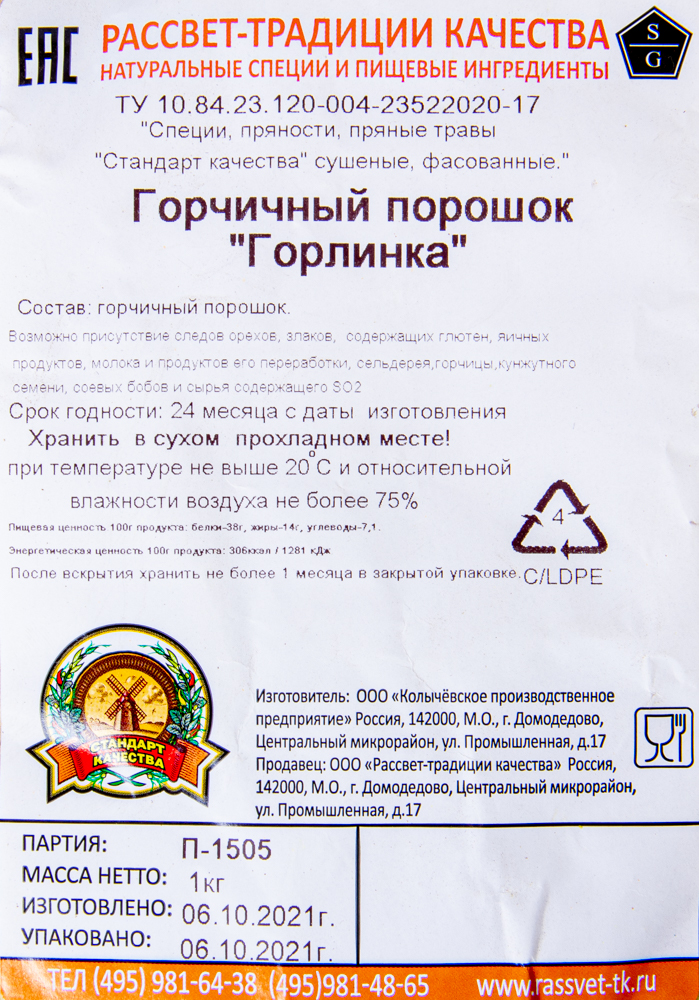 ЕАС
РАССВЕТ-ТРАДИЦИИ КАЧЕСТВА
НАТУРАЛЬНЫЕ СПЕЦИИ И ПИЩЕВЫЕ ИНГРЕДИЕНТЫ
S
G
ТУ 10.84.23.120-004-23522020-17
"Специи, пряности, пряные травы
"Стандарт качества" сушеные, фасованные."
Горчичный порошок
"Горлинка"
Состав: горчичный порошок.
Возможно присутствие следов орехов, злаков, содержащих глютен, яичных
продуктов, молока и продуктов его переработки, сельдерея,горчицы,кунжутного
семени, соевых бобов и сырья содержащего SO2
Срок годности: 24 месяца с даты изготовления
Хранить в сухом прохладном месте!
при температуре не выше 20°С и относительной
влажности воздуха не более 75%
Пищевая ценность 100г продукта: белки-38г, жиры-14г, углеводы-7,1.
Энергетическая ценность 100г продукта: 306ккал / 1281 кДж
После вскрытия хранить не более 1 месяца в закрытой упаковке.
4
C/LDPE
СТАНДАРТ
КАЧЕСТВА
Изготовитель: ООО «Колычёвское производственное
предприятие» Россия, 142000, М.О., г. Домодедово,
Центральный микрорайон, ул. Промышленная, д.17
Продавец: ООО «Рассвет-традиции качества» Россия,
142000, М.О., г. Домодедово, Центральный микрорайон,
ул. Промышленная, д.17
ПАРТИЯ: П-1505
МАССА НЕТТО: 1кг
ИЗГОТОВЛЕНО: 06.10.2021г.
УПАКОВАНО: 06.10.2021г.
ТЕЛ (495) 981-64-38 (495)981-48-65 www.rassvet-tk.ru